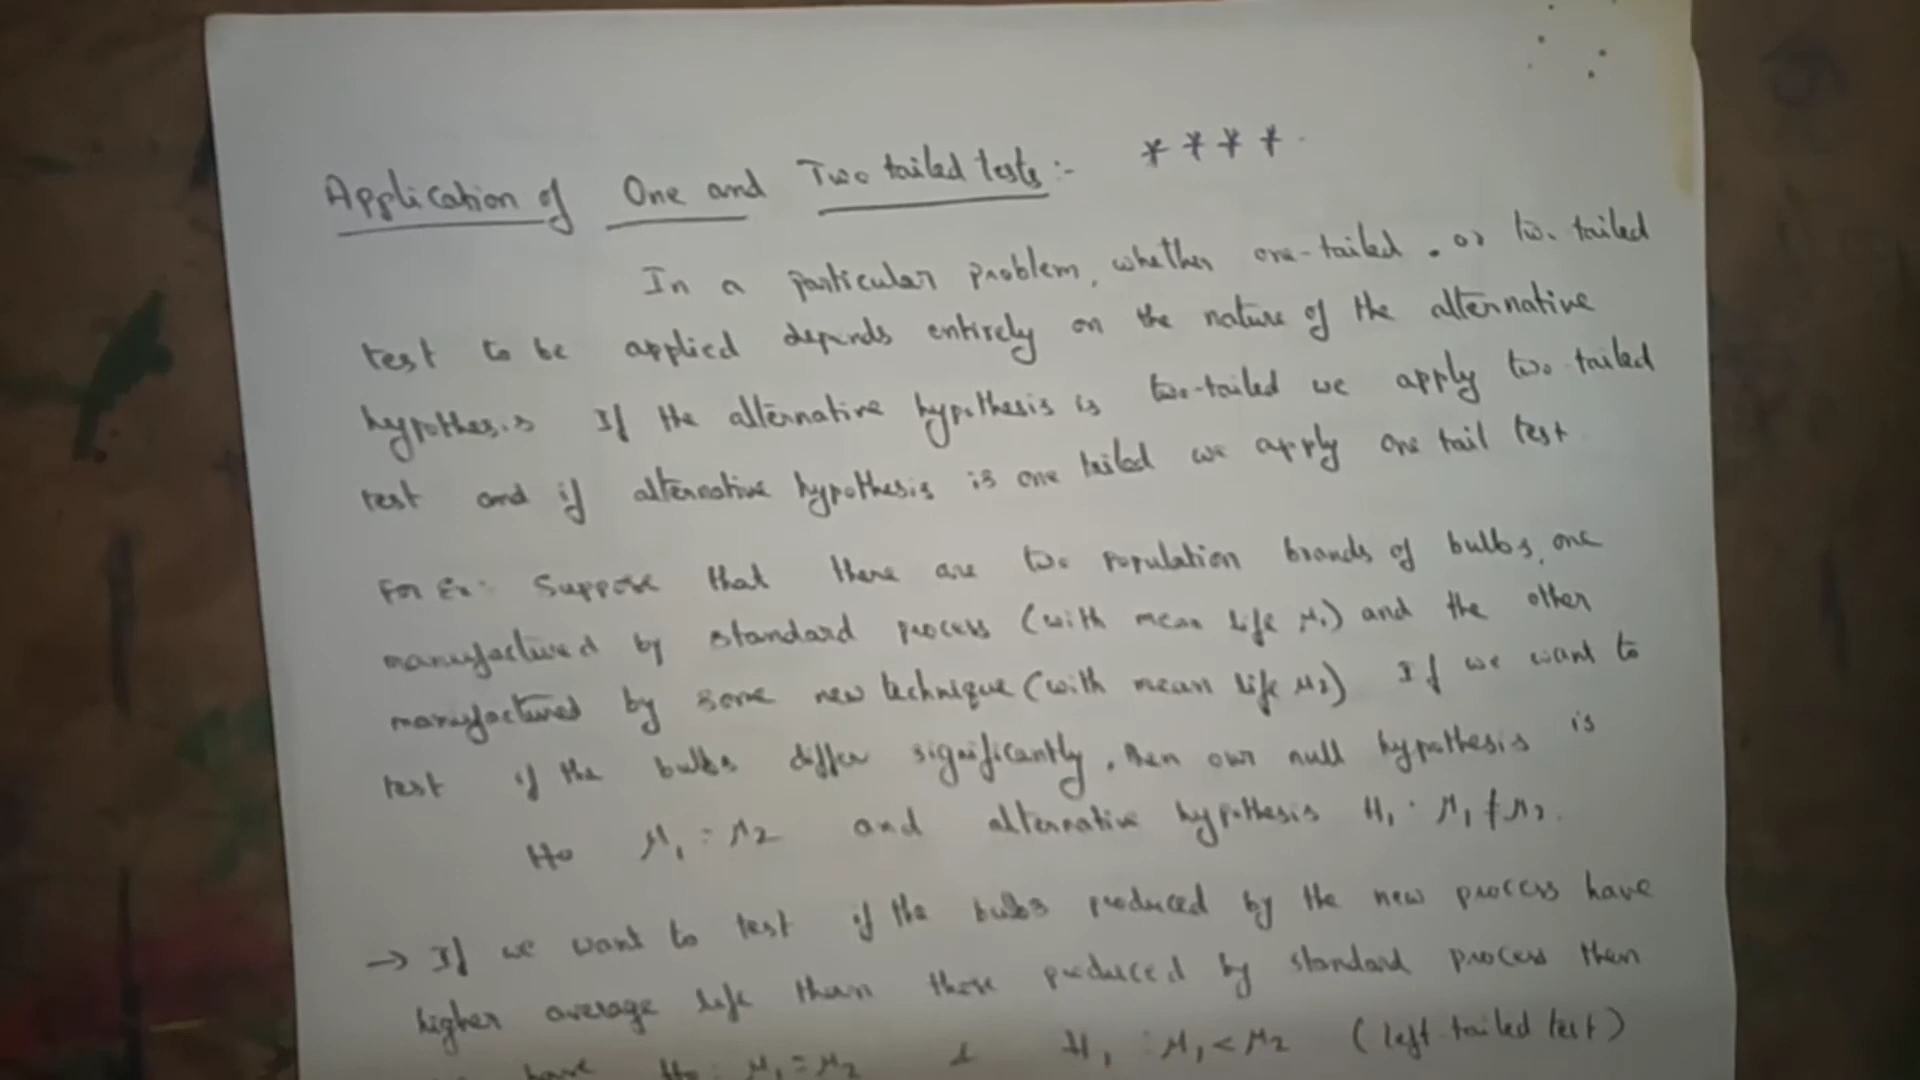 Application of One and Two tailed tests :- ****
In a particular problem, whether one-tailed or two tailed
test to be applied depends entirely on the nature of the alternative
hypothesis If the alternative hypothesis is two-tailed we apply two tailed
test and if alternative hypothesis is one tailed we apply one tail test
For Ex: Suppose that there are two population brands of bulbs, one
manufactured by standard process (with mean life μ1) and the other
manufactured by some new technique (with mean life μ2) If we want to
test if the bulbs differ significantly, then our null hypothesis is
H0 μ1 = μ2 and alternative hypothesis H1 : μ1 ≠ μ2.
→ If we want to test if the bulbs produced by the new process have
higher average life than those produced by standard process then
have H0 : μ1 = μ2 & H1 : μ1 < μ2 (left tailed test)